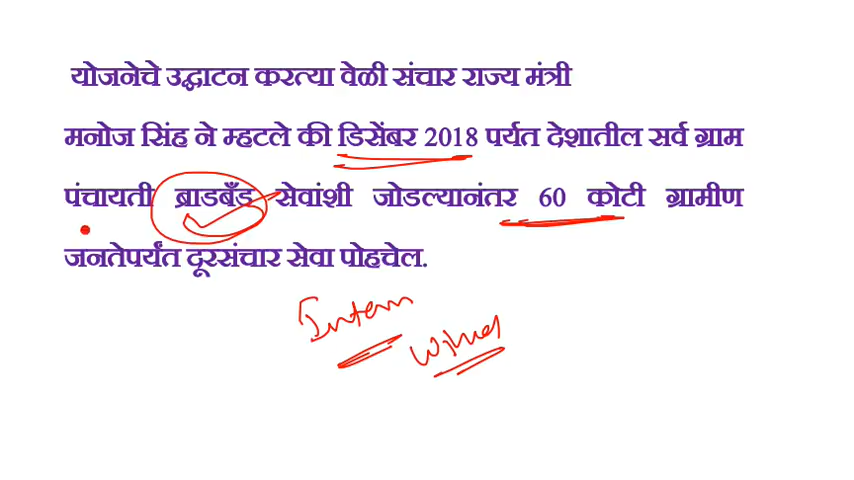 योजनेचे उद्घाटन करत्या वेळी संचार राज्य मंत्री
मनोज सिंह ने म्हटले की डिसेंबर 2018 पर्यत देशातील सर्व ग्राम
पंचायती ब्राडबँड सेवांशी जोडल्यानंतर 60 कोटी ग्रामीण
जनतेपर्यंत दूरसंचार सेवा पोहचेल.
Intern